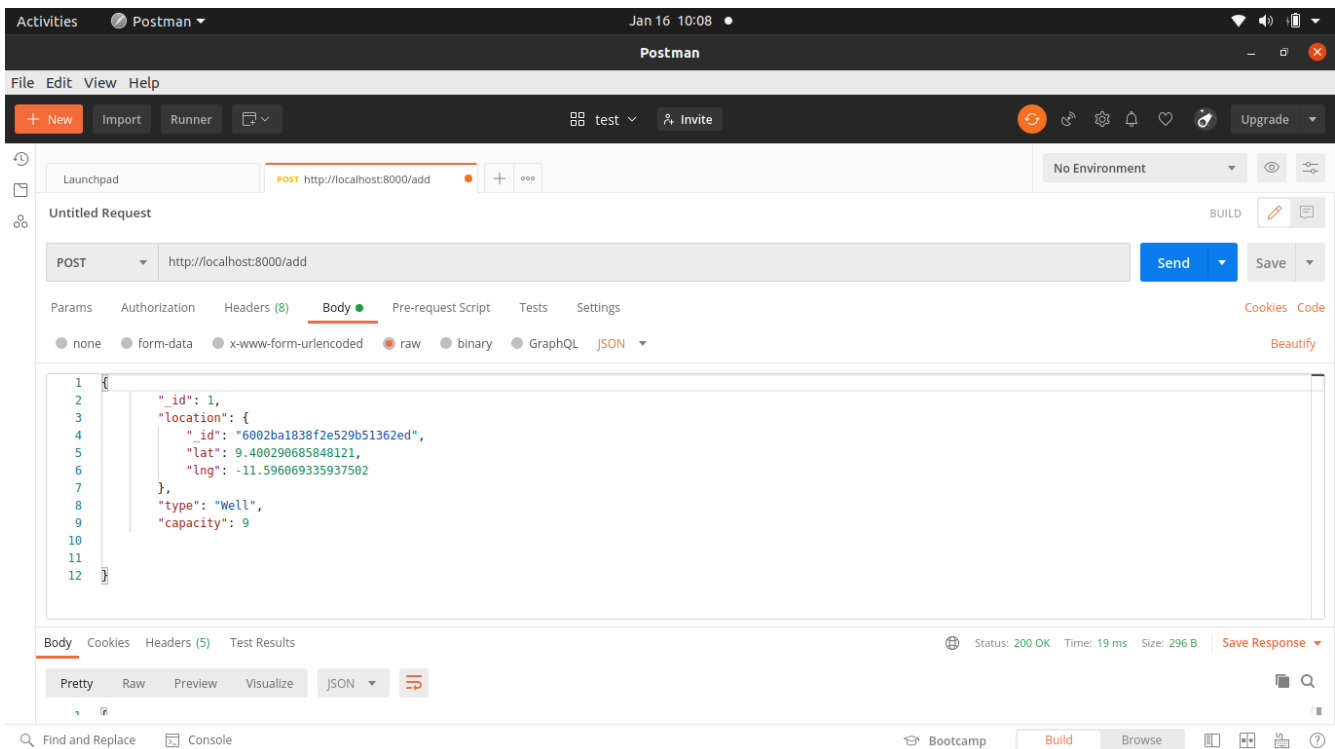 Activities Postman Jan 16 10:08
Postman
File Edit View Help
+ New Import Runner test Invite Upgrade
Launchpad POST http://localhost:8000/add No Environment
Untitled Request BUILD
POST http://localhost:8000/add Send Save
Params Authorization Headers (8) Body Pre-request Script Tests Settings Cookies Code
none form-data x-www-form-urlencoded raw binary GraphQL JSON Beautify
1 {
2 "_id": 1,
3 "location": {
4 "_id": "6002ba1838f2e529b51362ed",
5 "lat": 9.400290685848121,
6 "lng": -11.596069335937502
7 },
8 "type": "Well",
9 "capacity": 9
10
11
12 }
Body Cookies Headers (5) Test Results Status: 200 OK Time: 19 ms Size: 296 B Save Response
Pretty Raw Preview Visualize JSON
1 {
Find and Replace Console Bootcamp Build Browse